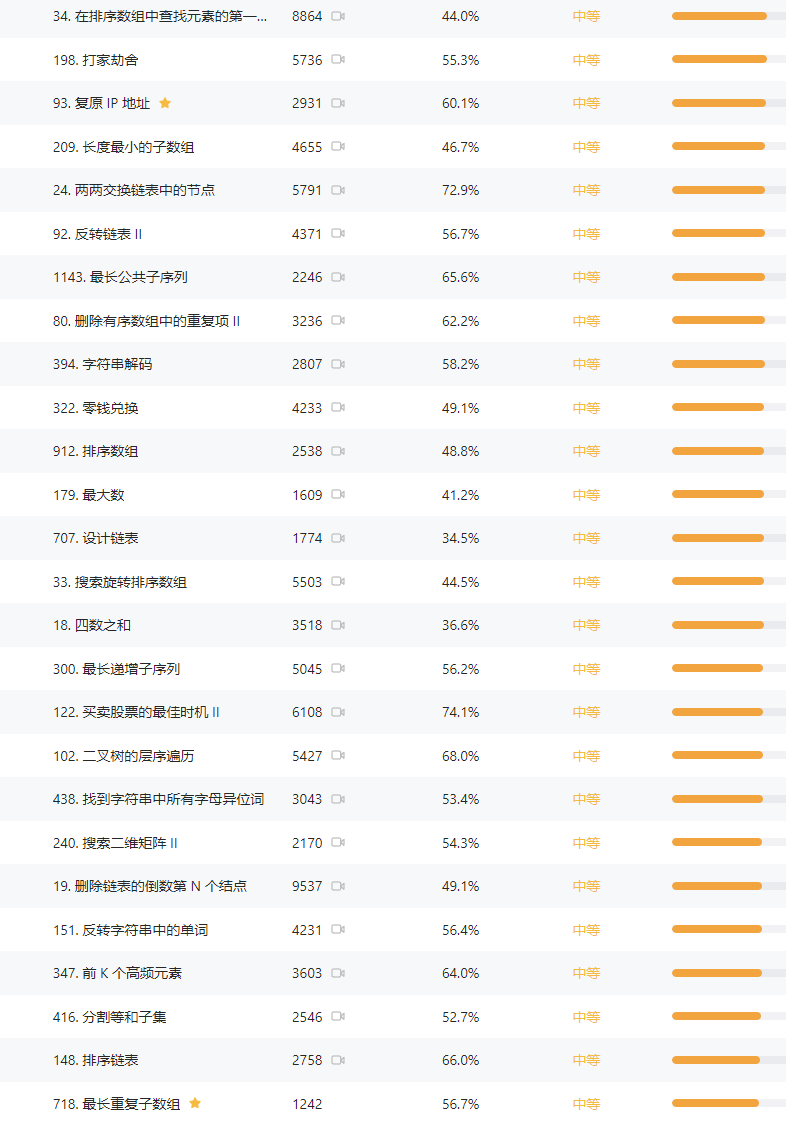 34. 在排序数组中查找元素的第一... 8864 44.0% 中等
198. 打家劫舍 5736 55.3% 中等
93. 复原 IP 地址 2931 60.1% 中等
209. 长度最小的子数组 4655 46.7% 中等
24. 两两交换链表中的节点 5791 72.9% 中等
92. 反转链表 II 4371 56.7% 中等
1143. 最长公共子序列 2246 65.6% 中等
80. 删除有序数组中的重复项 II 3236 62.2% 中等
394. 字符串解码 2807 58.2% 中等
322. 零钱兑换 4233 49.1% 中等
912. 排序数组 2538 48.8% 中等
179. 最大数 1609 41.2% 中等
707. 设计链表 1774 34.5% 中等
33. 搜索旋转排序数组 5503 44.5% 中等
18. 四数之和 3518 36.6% 中等
300. 最长递增子序列 5045 56.2% 中等
122. 买卖股票的最佳时机 II 6108 74.1% 中等
102. 二叉树的层序遍历 5427 68.0% 中等
438. 找到字符串中所有字母异位词 3043 53.4% 中等
240. 搜索二维矩阵 II 2170 54.3% 中等
19. 删除链表的倒数第 N 个结点 9537 49.1% 中等
151. 反转字符串中的单词 4231 56.4% 中等
347. 前 K 个高频元素 3603 64.0% 中等
416. 分割等和子集 2546 52.7% 中等
148. 排序链表 2758 66.0% 中等
718. 最长重复子数组 1242 56.7% 中等